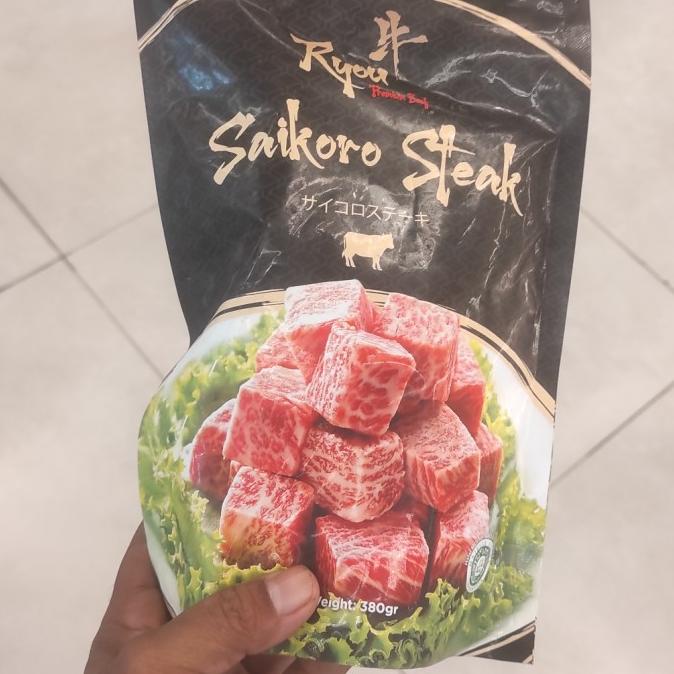 牛
Ryou
Premium Beef
Saikoro Steak
サイコロステーキ
eight: 380gr